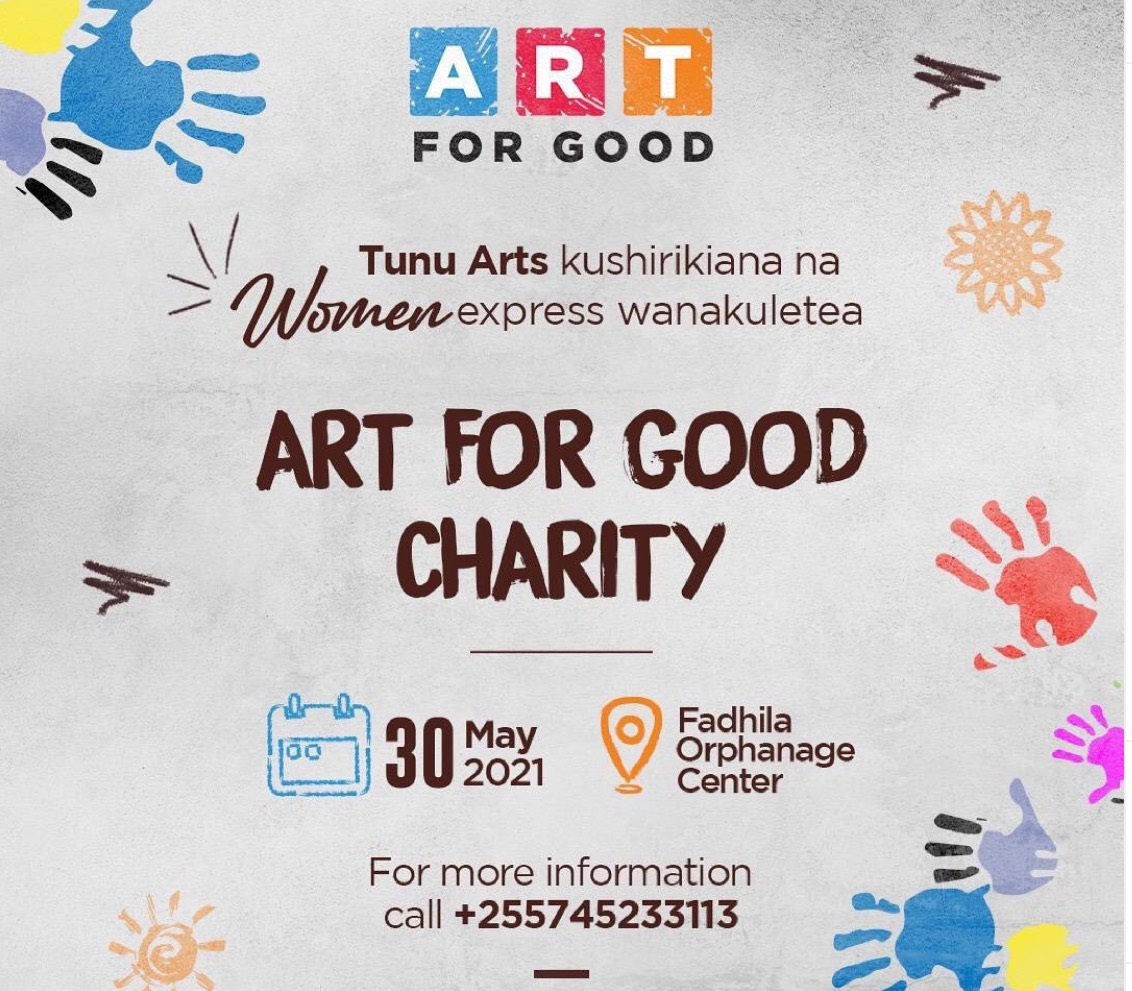 ART
FOR GOOD
Tunu Arts kushirikiana na
Women express wanakuletea
ART FOR GOOD
CHARITY
30 May
2021
Fadhila
Orphanage
Center
For more information
call +255745233113